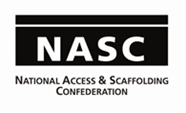 NASC
NATIONAL ACCESS & SCAFFOLDING
CONFEDERATION